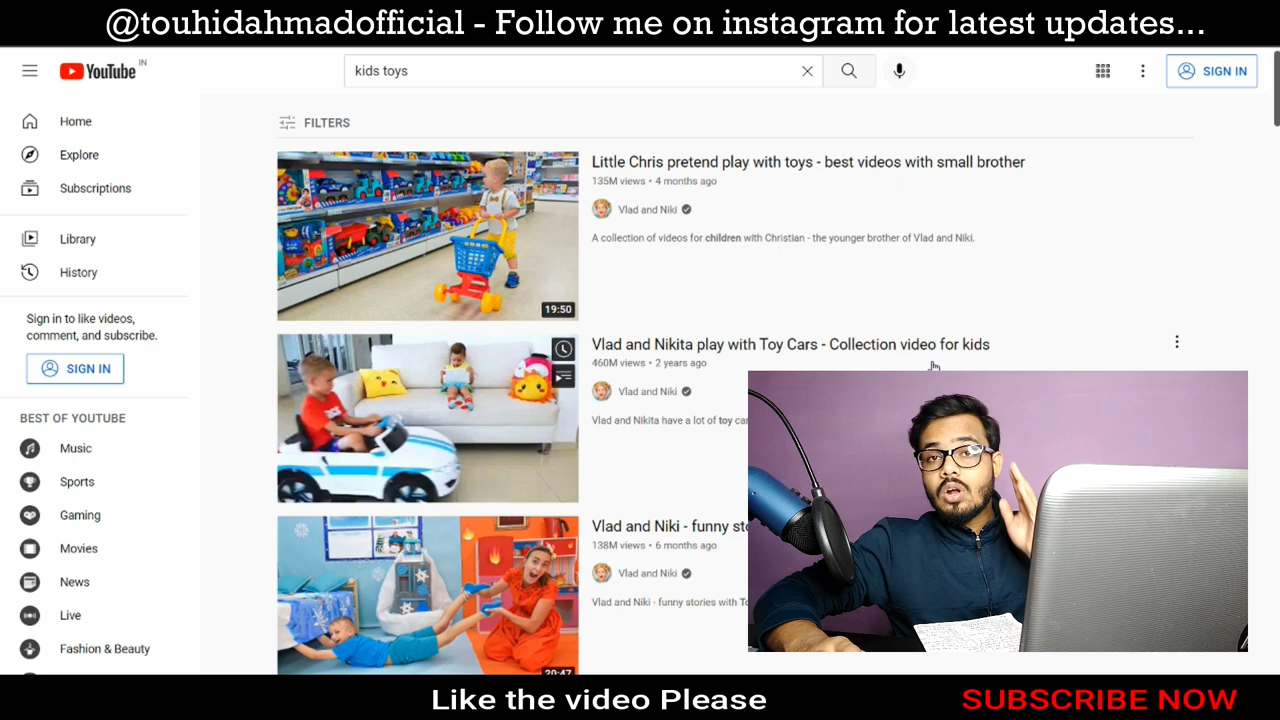 @touhidahmadofficial - Follow me on instagram for latest updates...
YouTube IN
kids toys
SIGN IN
Home
Explore
Subscriptions
Library
History
Sign in to like videos,
comment, and subscribe.
SIGN IN
BEST OF YOUTUBE
Music
Sports
Gaming
Movies
News
Live
Fashion & Beauty
FILTERS
19:50
Little Chris pretend play with toys - best videos with small brother
135M views • 4 months ago
Vlad and Niki
A collection of videos for children with Christian - the younger brother of Vlad and Niki.
Vlad and Nikita play with Toy Cars - Collection video for kids
460M views • 2 years ago
Vlad and Niki
Vlad and Nikita have a lot of toy
20:47
Vlad and Niki - funny
138M views • 6 months ago
Vlad and Niki
Vlad and Niki - funny stories with
Like the video Please
SUBSCRIBE NOW